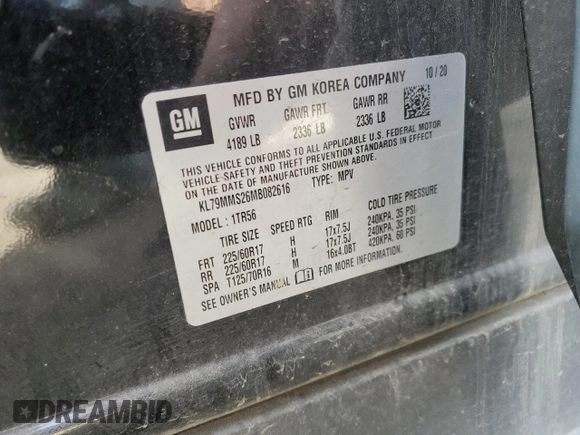 MFD BY GM KOREA COMPANY 10/20
GM
GVWR GAWR FRT GAWR RR
4189 LB 2336 LB 2336 LB
THIS VEHICLE CONFORMS TO ALL APPLICABLE U.S. FEDERAL MOTOR
VEHICLE SAFETY AND THEFT PREVENTION STANDARDS IN EFFECT
ON THE DATE OF MANUFACTURE SHOWN ABOVE.
KL79MMS26MB082616 TYPE: MPV
MODEL: 1TR56
TIRE SIZE SPEED RTG RIM COLD TIRE PRESSURE
FRT 225/60R17 H 17x7.5J 240KPA, 35 PSI
RR 225/60R17 H 17x7.5J 240KPA, 35 PSI
SPA T125/70R16 M 16x4.0BT 420KPA, 60 PSI
SEE OWNER'S MANUAL FOR MORE INFORMATION
DREAMBID